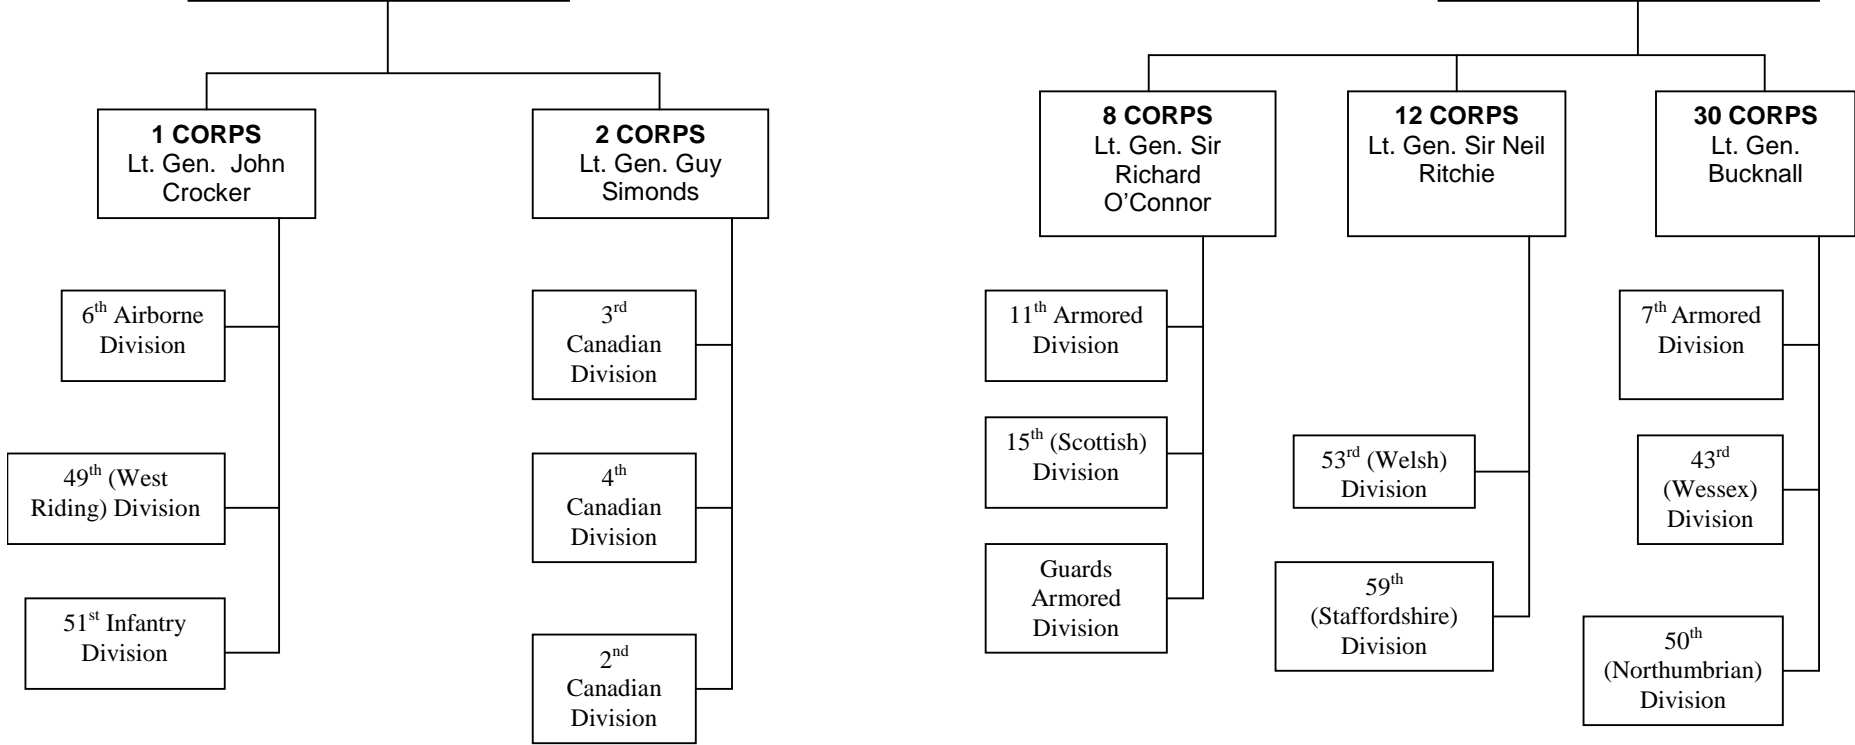 1 CORPS
Lt. Gen.  John
Crocker
2 CORPS
Lt. Gen. Guy
Simonds
8 CORPS
Lt. Gen. Sir
Richard
O’Connor
12 CORPS
Lt. Gen. Sir Neil
Ritchie
30 CORPS
Lt. Gen.
Bucknall
6th Airborne
Division
49th (West
Riding) Division
51st Infantry
Division
3rd
Canadian
Division
4th
Canadian
Division
2nd
Canadian
Division
11th Armored
Division
15th (Scottish)
Division
Guards
Armored
Division
53rd (Welsh)
Division
59th
(Staffordshire)
Division
7th Armored
Division
43rd
(Wessex)
Division
50th
(Northumbrian)
Division